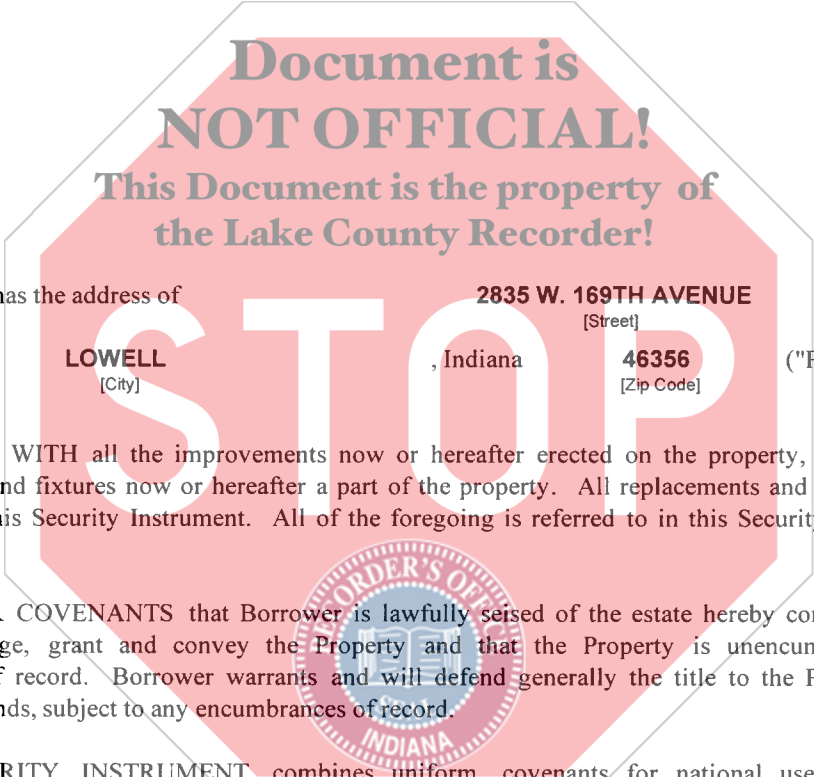 Document is
NOT OFFICIAL!
This Document is the property of
the Lake County Recorder!
has the address of 2835 W. 169TH AVENUE
[Street]
LOWELL , Indiana 46356 ("P
[City] [Zip Code]
STOP
WITH all the improvements now or hereafter erected on the property,
nd fixtures now or hereafter a part of the property. All replacements and
is Security Instrument. All of the foregoing is referred to in this Security
R COVENANTS that Borrower is lawfully seised of the estate hereby con
ge, grant and convey the Property and that the Property is unencum
f record. Borrower warrants and will defend generally the title to the P
nds, subject to any encumbrances of record.
RECORDER'S OFFICE
SEAL
INDIANA
RITY INSTRUMENT combines uniform covenants for national use